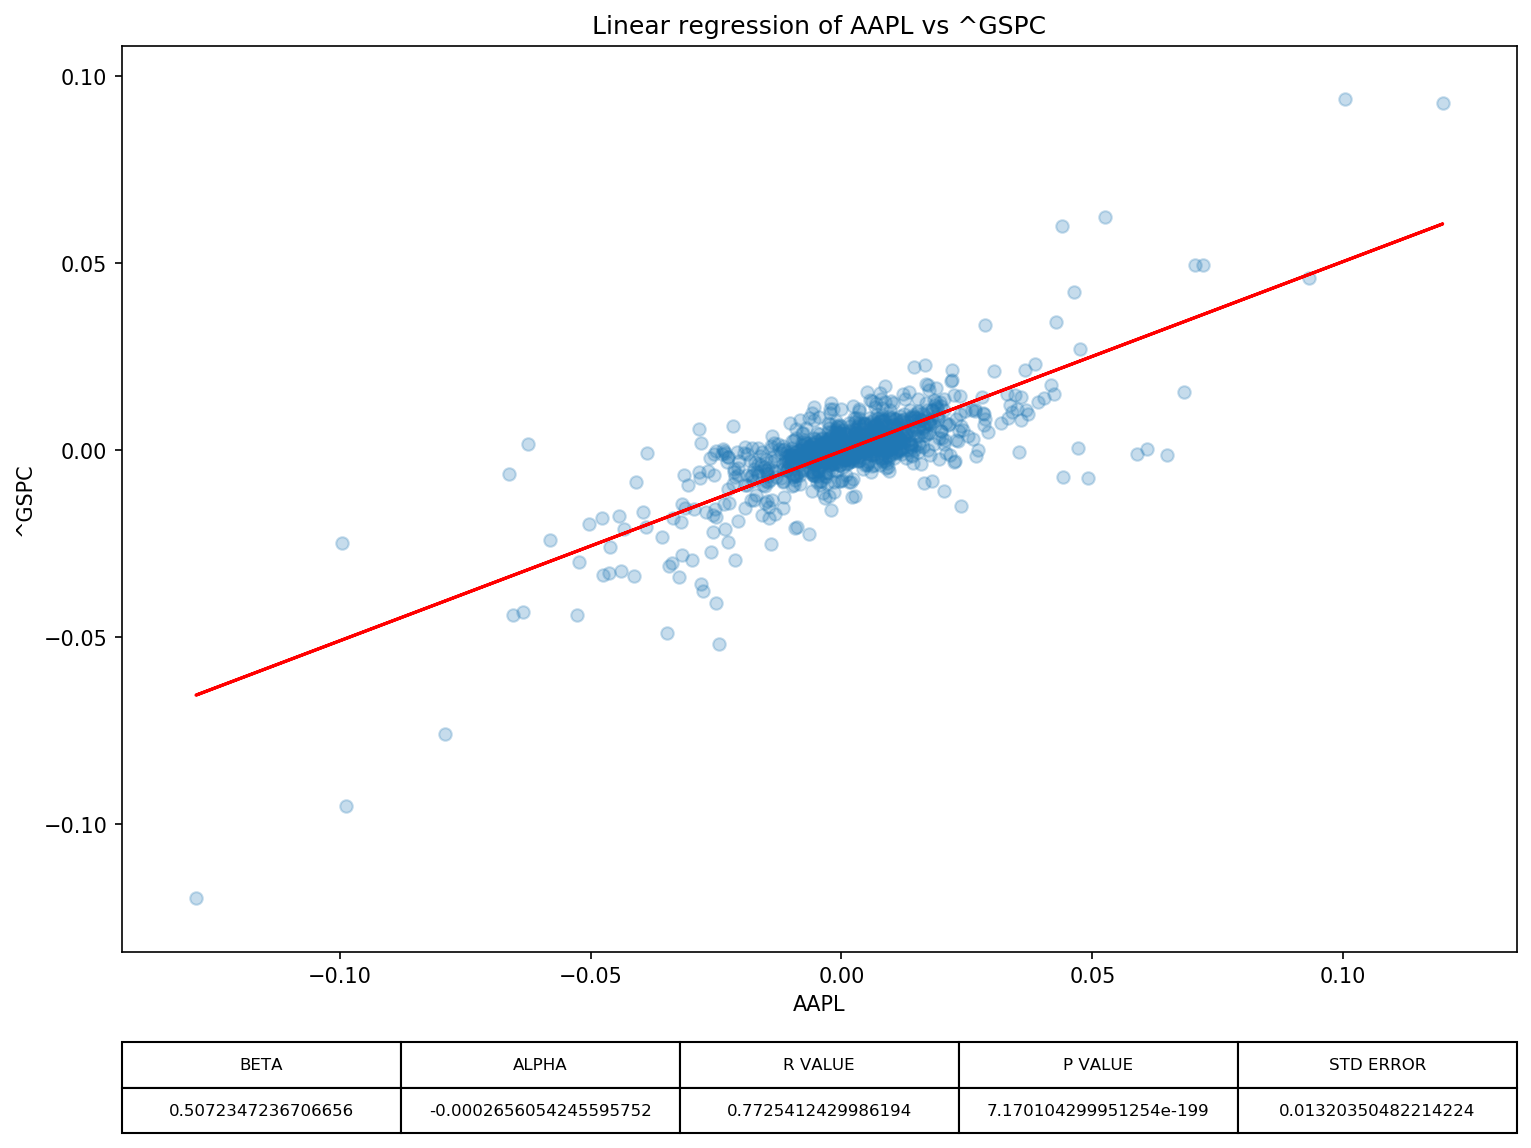 Linear regression of AAPL vs ^GSPC
0.10
0.05
0.00
−0.05
−0.10
^GSPC
−0.10 −0.05 0.00 0.05 0.10
AAPL
BETA ALPHA R VALUE P VALUE STD ERROR
0.5072347236706656 -0.0002656054245595752 0.7725412429986194 7.170104299951254e-199 0.013203504822142​24